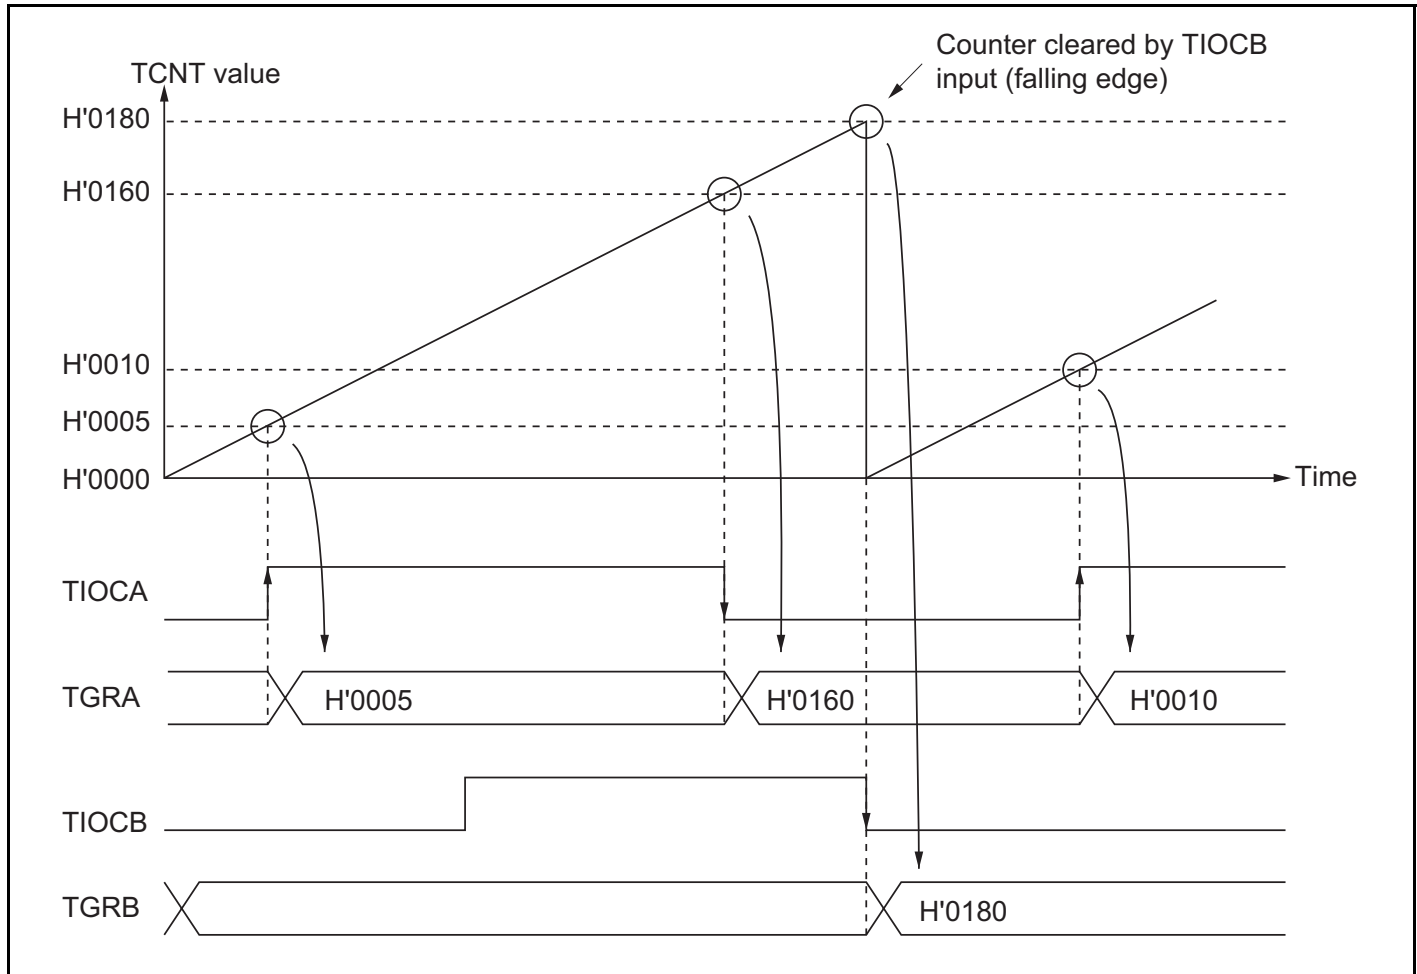 Counter cleared by TIOCB
input (falling edge)
TCNT value
H'0180
H'0160
H'0010
H'0005
H'0000
Time
TIOCA
TGRA
H'0005
H'0160
H'0010
TIOCB
TGRB
H'0180